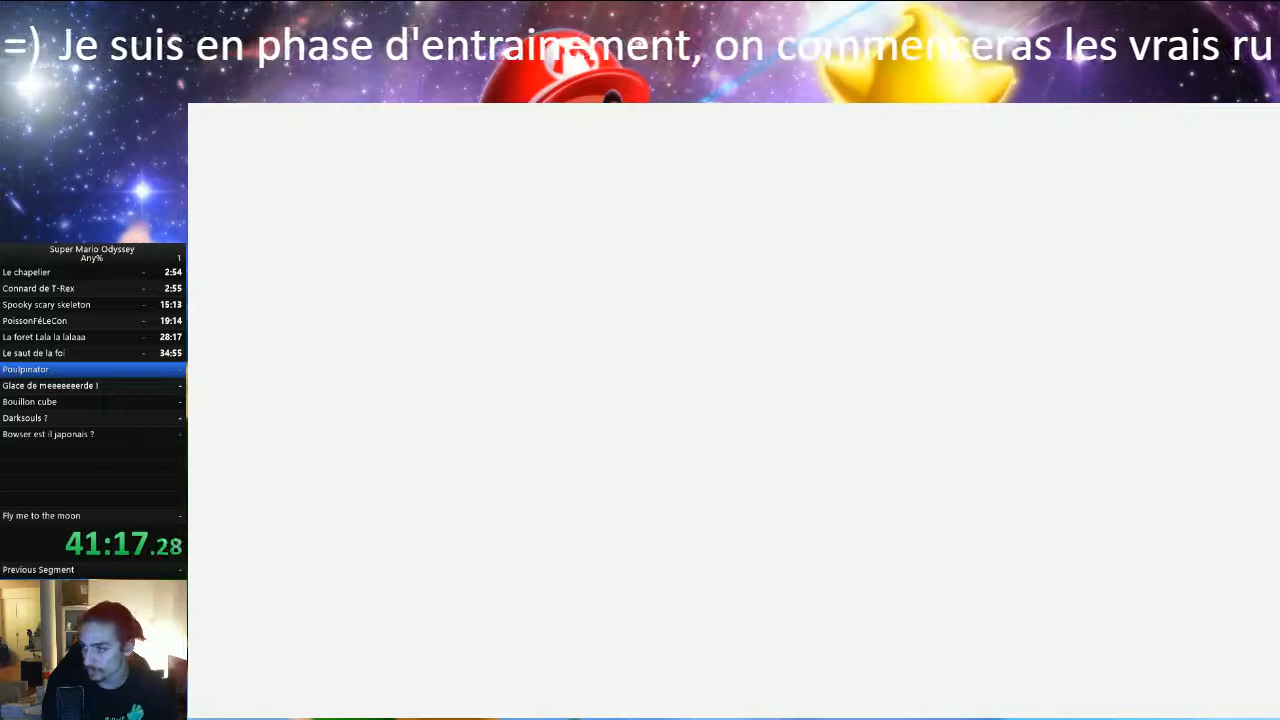 =) Je suis en phase d'entrainement, on commenceras les vrais ru
Super Mario Odyssey
Any% 1
Le chapelier - 2:54
Connard de T-Rex - 2:55
Spooky scary skeleton - 15:13
PoissonFéLeCon - 19:14
La foret Lala la lalaaa - 28:17
Le saut de la foi - 34:55
Poulpinator -
Glace de meeeeeeerde ! -
Bouillon cube -
Darksouls ? -
Bowser est il japonais ? -
Fly me to the moon -
41:17.28
Previous Segment -